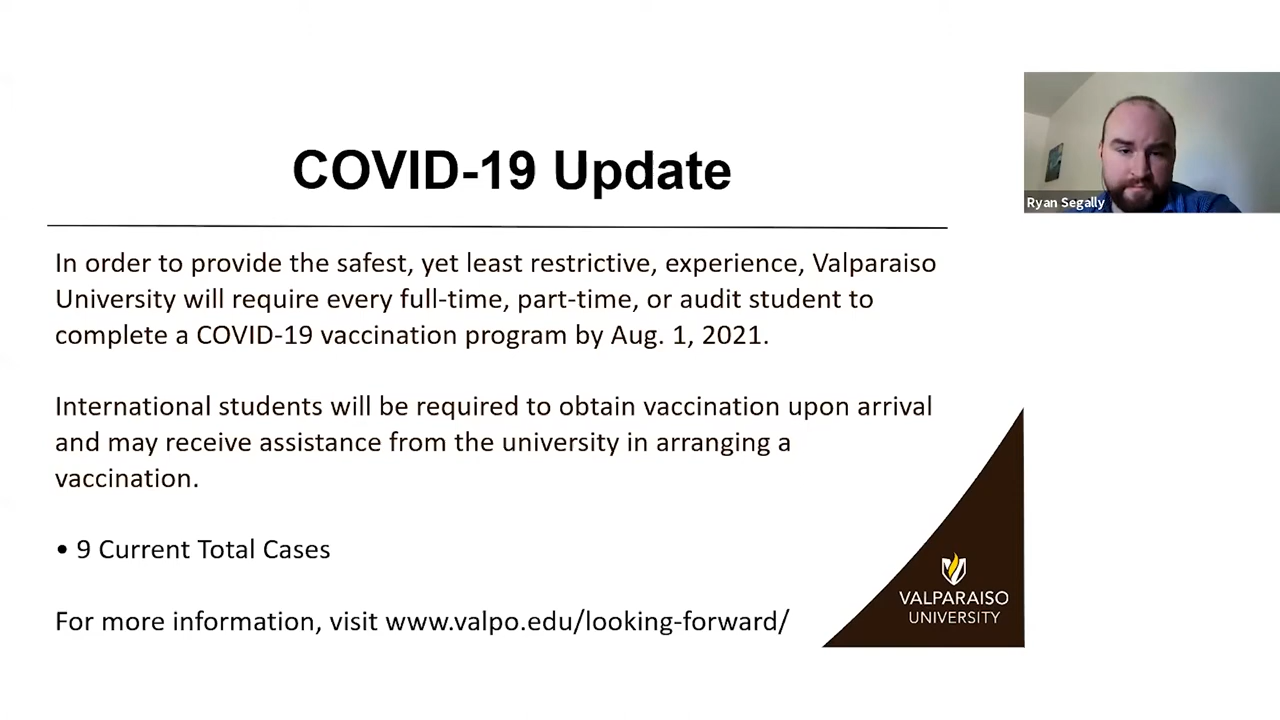 COVID-19 Update
Ryan Segally
In order to provide the safest, yet least restrictive, experience, Valparaiso
University will require every full-time, part-time, or audit student to
complete a COVID-19 vaccination program by Aug. 1, 2021.
International students will be required to obtain vaccination upon arrival
and may receive assistance from the university in arranging a
vaccination.
• 9 Current Total Cases
For more information, visit www.valpo.edu/looking-forward/
VALPARAISO
UNIVERSITY